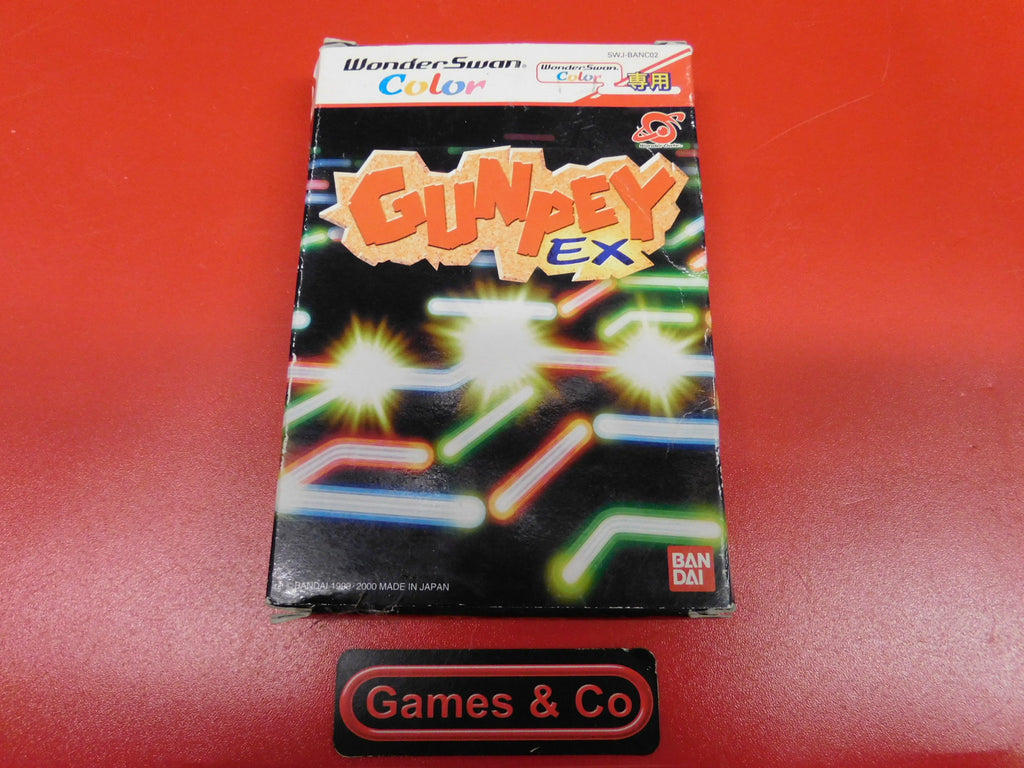 SWJ-BANC02
WonderSwan®
Color
WonderSwan
Color
専用
WonderGate
GUNPEY
EX
©BANDAI 1999・2000 MADE IN JAPAN
BAN
DAI
Games & Co